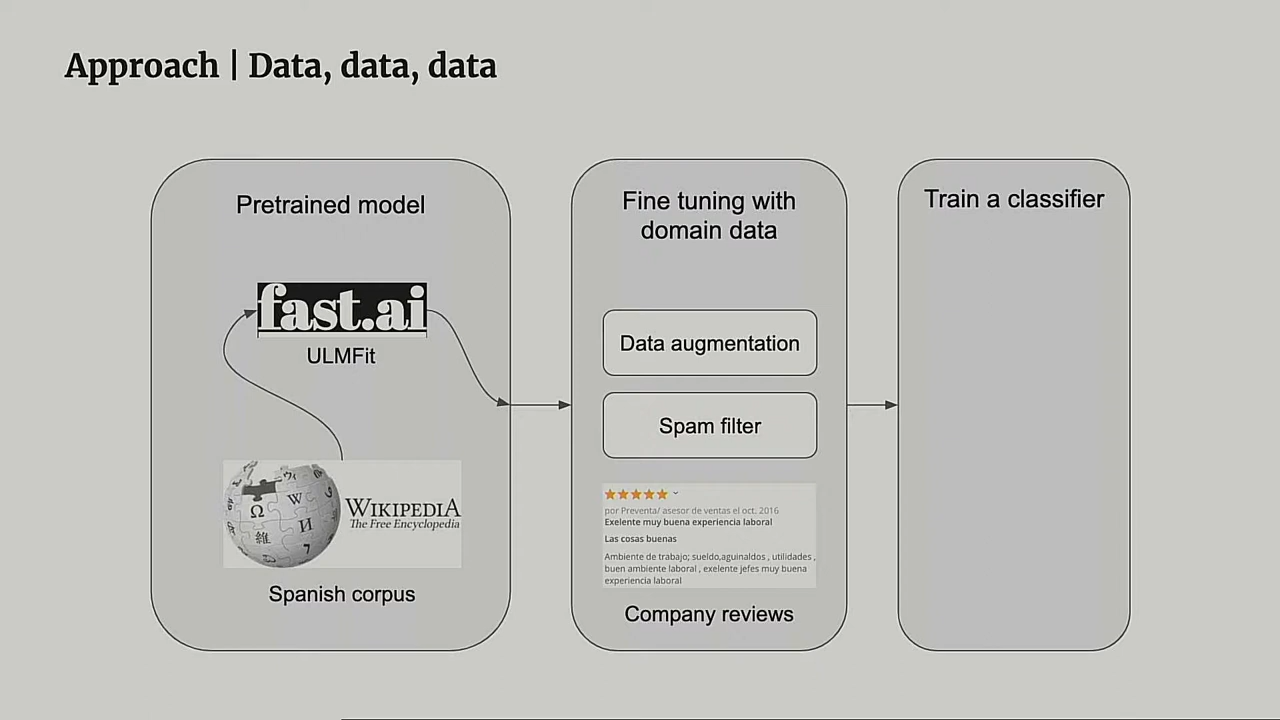 Approach | Data, data, data
Pretrained model
fast.ai
ULMFit
WIKIPEDIA
The Free Encyclopedia
Spanish corpus
Fine tuning with
domain data
Data augmentation
Spam filter
por Preventa/ asesor de ventas el oct. 2016
Exelente muy buena experiencia laboral
Las cosas buenas
Ambiente de trabajo; sueldo,aguinaldos , utilidades ,
buen ambiente laboral , exelente jefes muy buena
experiencia laboral
Company reviews
Train a classifier